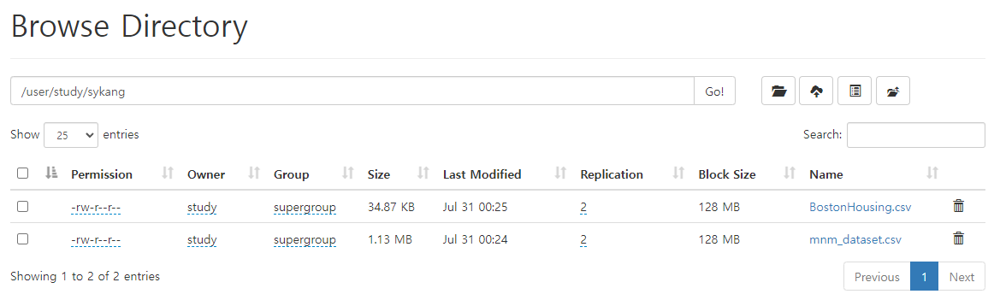 Browse Directory
/user/study/sykang Go!
Show 25 entries Search:
Permission Owner Group Size Last Modified Replication Block Size Name
-rw-r--r-- study supergroup 34.87 KB Jul 31 00:25 2 128 MB BostonHousing.csv
-rw-r--r-- study supergroup 1.13 MB Jul 31 00:24 2 128 MB mnm_dataset.csv
Showing 1 to 2 of 2 entries Previous 1 Next